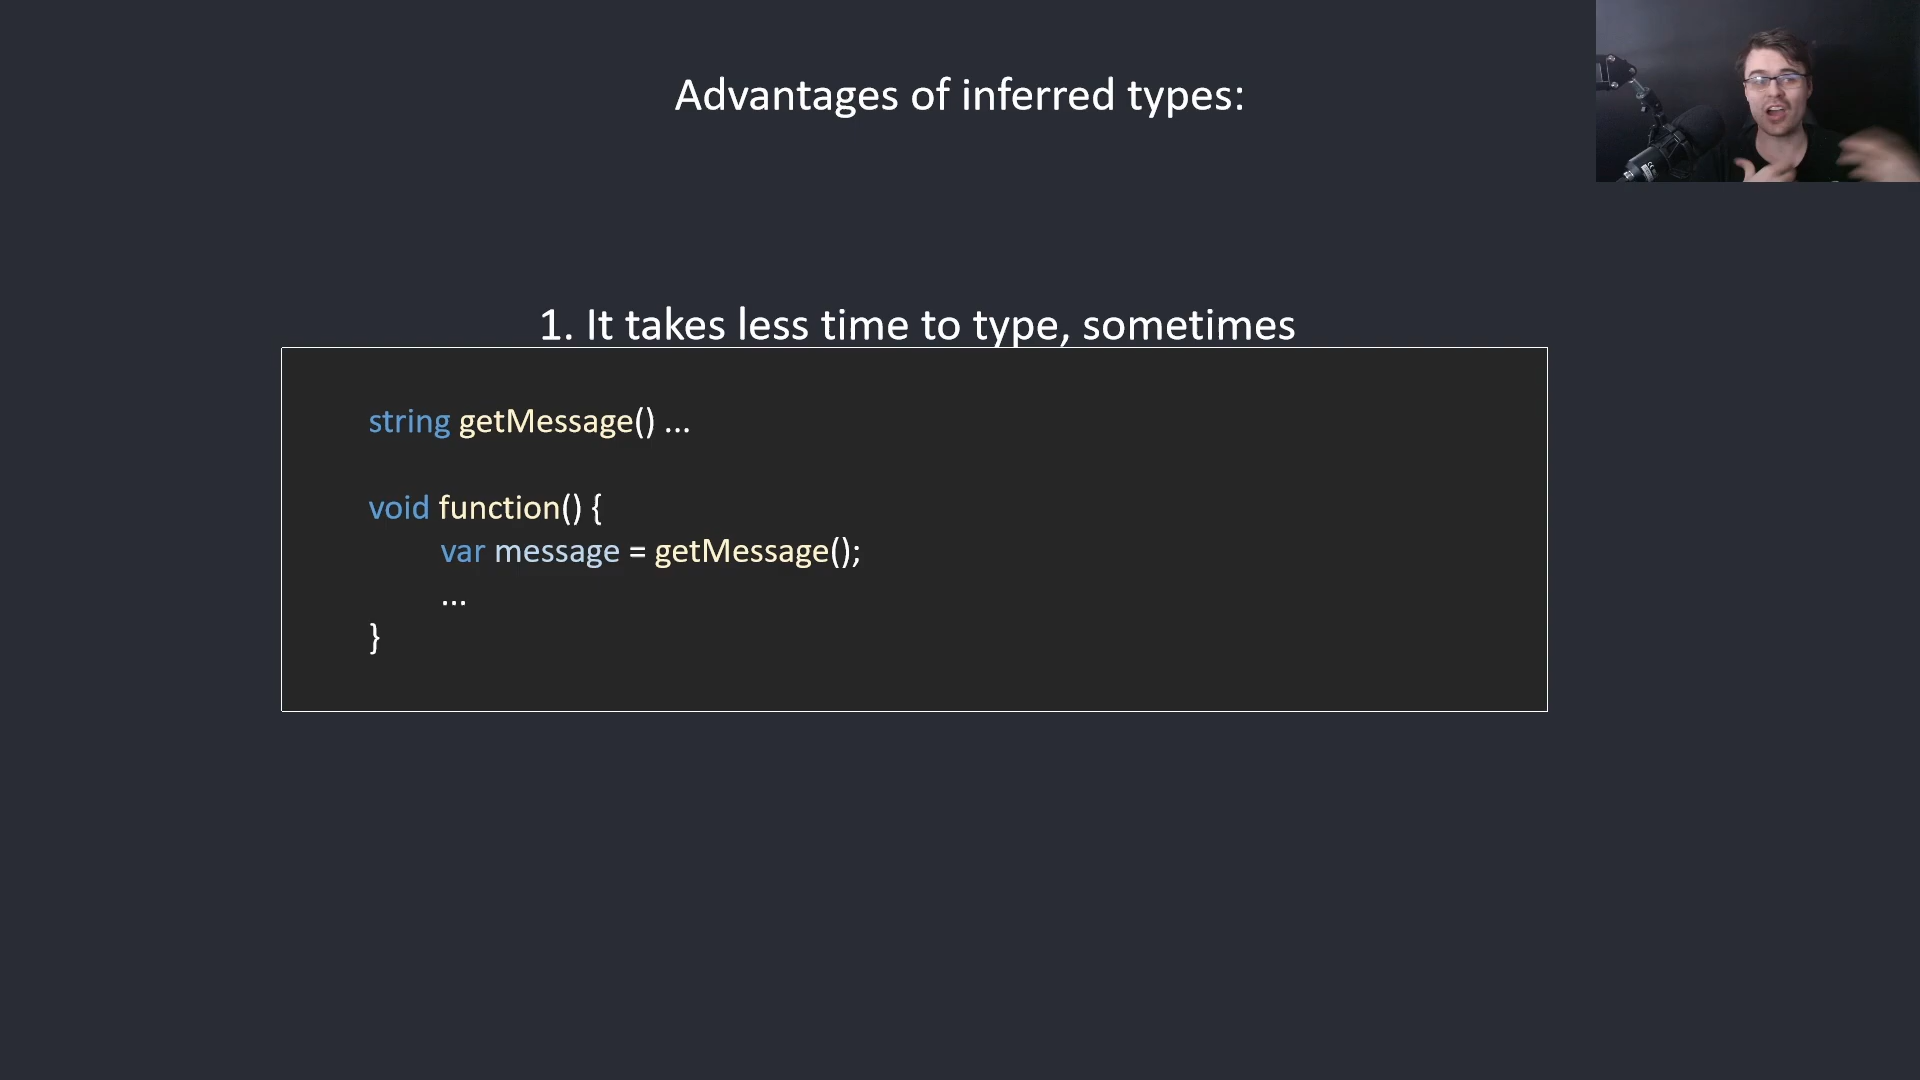 Advantages of inferred types:
1. It takes less time to type, sometimes
string getMessage() ...
void function() {
var message = getMessage();
...
}